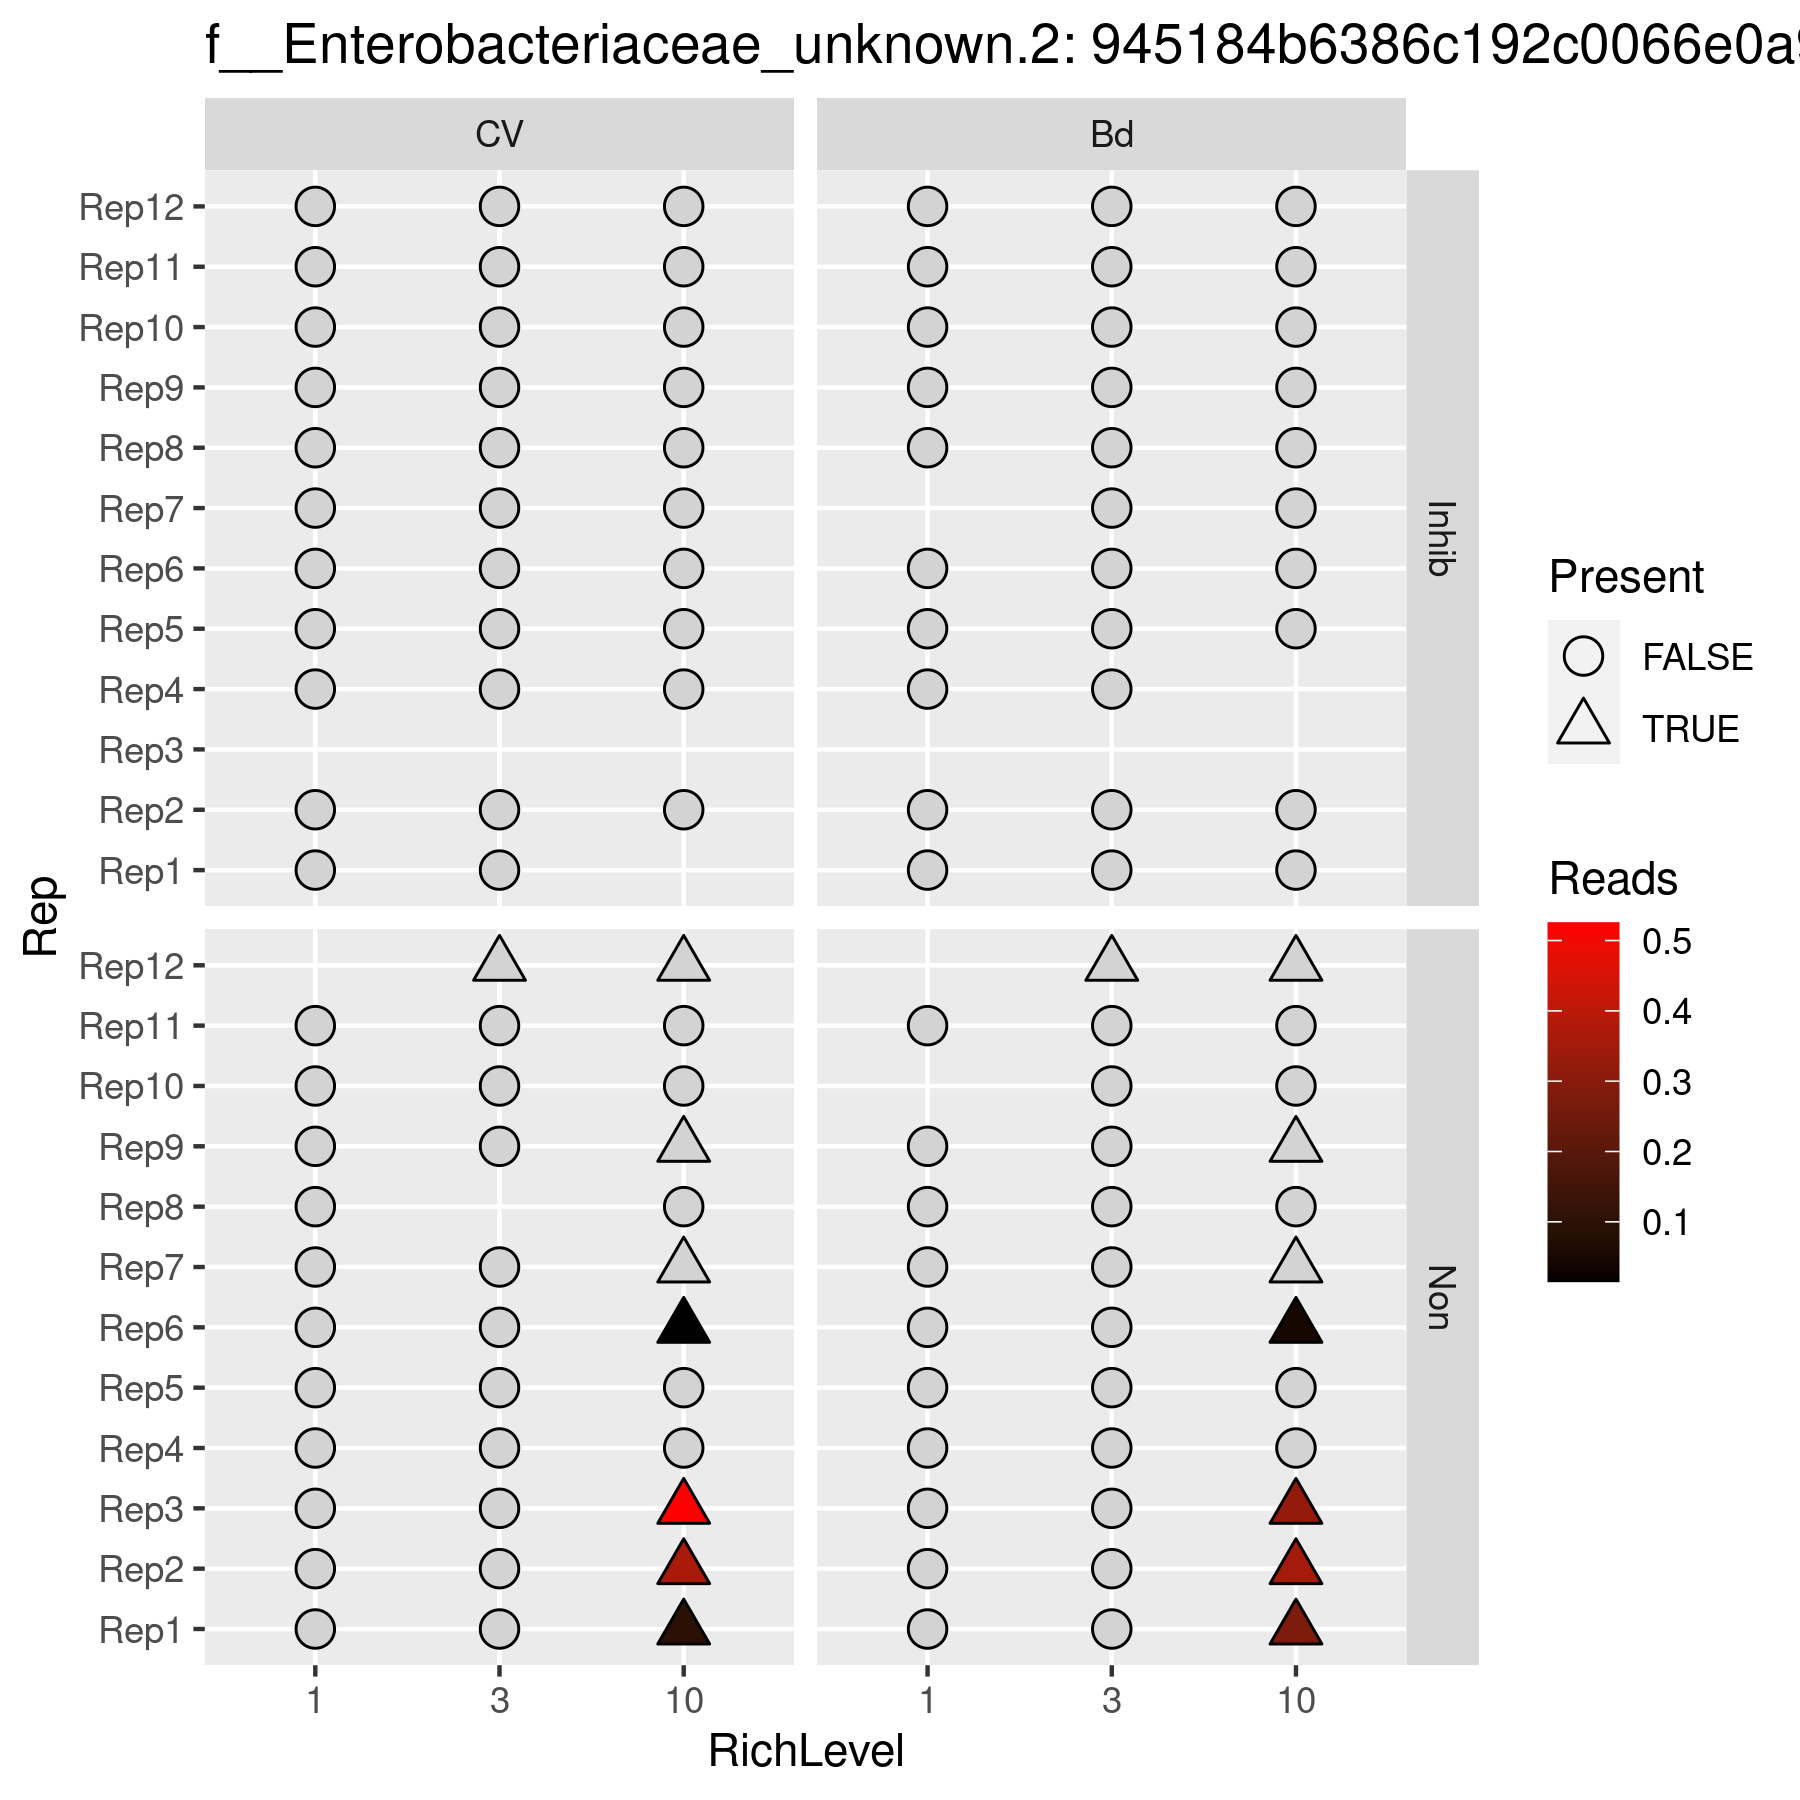 f__Enterobacteriaceae_unknown.2: 945184b6386c192c0066e0a9
CV
Bd
Rep12
Rep11
Rep10
Rep9
Rep8
Rep7
Rep6
Rep5
Rep4
Rep3
Rep2
Rep1
Inhib
Rep
Rep12
Rep11
Rep10
Rep9
Rep8
Rep7
Rep6
Rep5
Rep4
Rep3
Rep2
Rep1
Non
1
3
10
1
3
10
RichLevel
Present
FALSE
TRUE
Reads
0.5
0.4
0.3
0.2
0.1